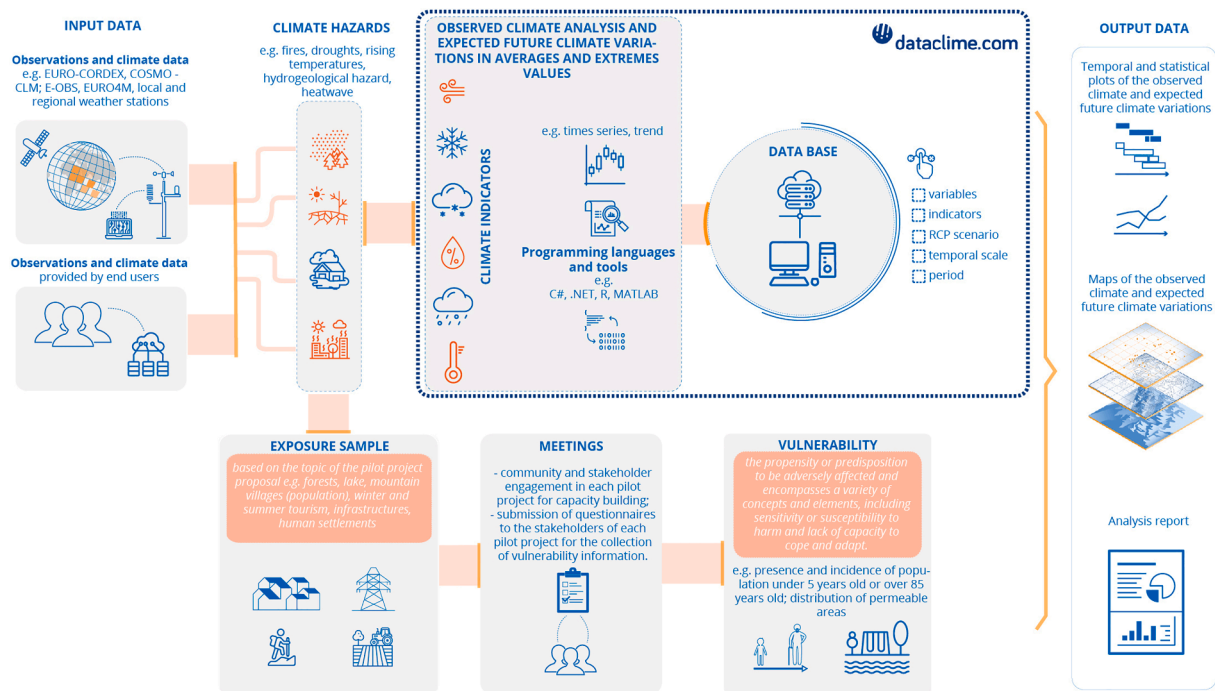 INPUT DATA
Observations and climate data
e.g. EURO-CORDEX, COSMO -
CLM; E-OBS, EURO4M, local and
regional weather stations
Observations and climate data
provided by end users
CLIMATE HAZARDS
e.g. fires, droughts, rising
temperatures,
hydrogeological hazard,
heatwave
OBSERVED CLIMATE ANALYSIS AND
EXPECTED FUTURE CLIMATE VARIA-
TIONS IN AVERAGES AND EXTREMES
VALUES
CLIMATE INDICATORS
%
e.g. times series, trend
Programming languages
and tools
e.g.
C#, .NET, R, MATLAB
dataclime.com
DATA BASE
variables
indicators
RCP scenario
temporal scale
period
EXPOSURE SAMPLE
based on the topic of the pilot project
proposal e.g. forests, lake, mountain
villages (population), winter and
summer tourism, infrastructures,
human settlements
MEETINGS
- community and stakeholder
engagement in each pilot
project for capacity building;
- submission of questionnaires
to the stakeholders of each
pilot project for the collection
of vulnerability information.
VULNERABILITY
the propensity or predisposition
to be adversely affected and
encompasses a variety of
concepts and elements, including
sensitivity or susceptibility to
harm and lack of capacity to
cope and adapt.
e.g. presence and incidence of popu-
lation under 5 years old or over 85
years old; distribution of permeable
areas
OUTPUT DATA
Temporal and statistical
plots of the observed
climate and expected
future climate variations
Maps of the observed
climate and expected
future climate variations
Analysis report